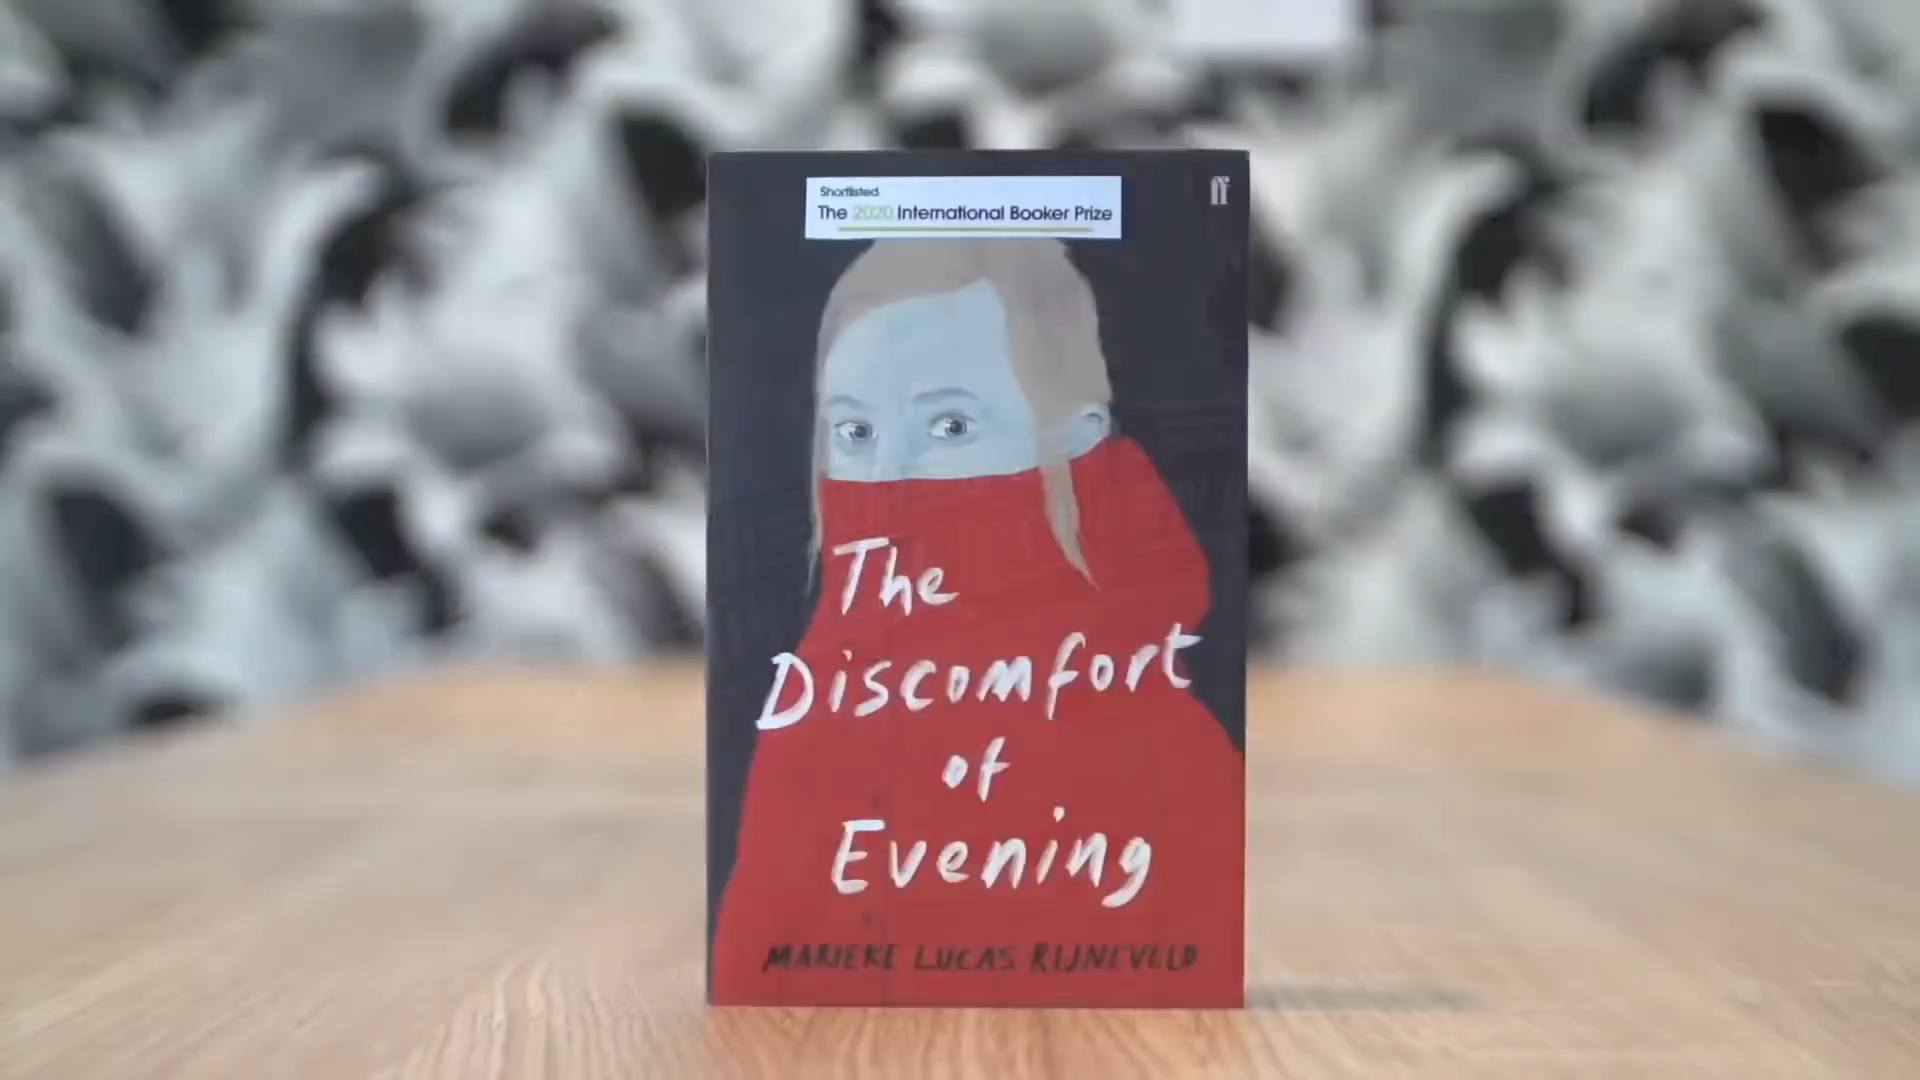 Shortlisted
The 2020 International Booker Prize
ff
The
Discomfort
of
Evening
MARIEKE LUCAS RIJNEVELD